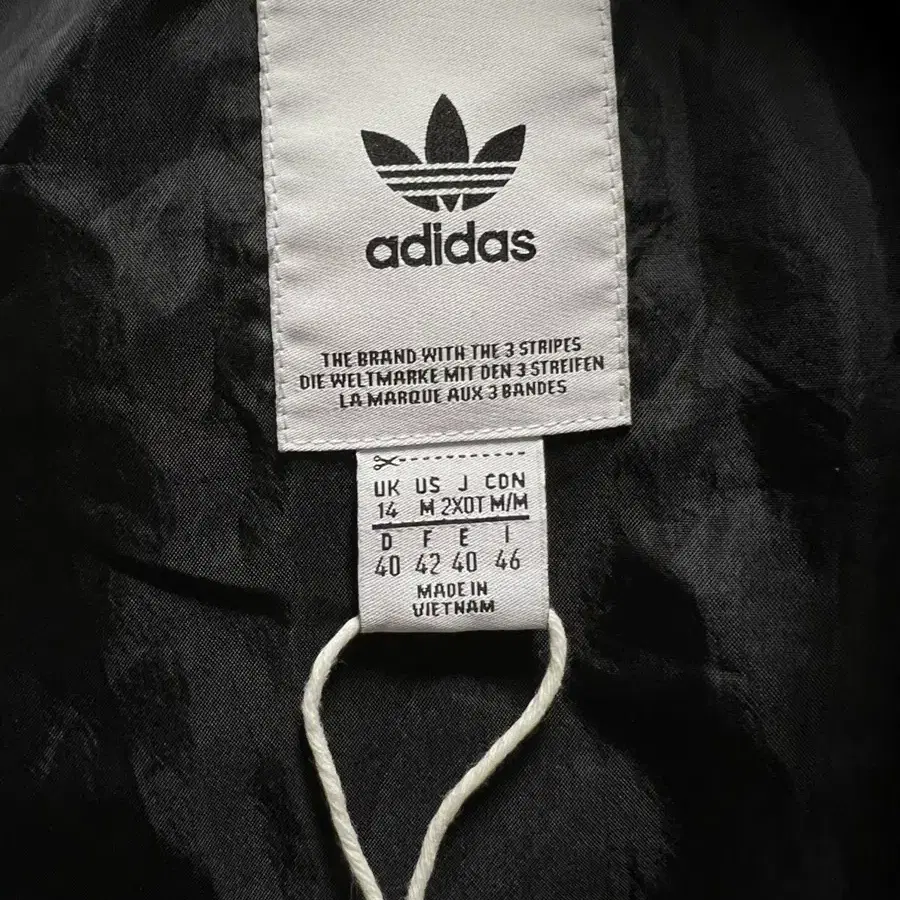 adidas
THE BRAND WITH THE 3 STRIPES
DIE WELTMARKE MIT DEN 3 STREIFEN
LA MARQUE AUX 3 BANDES
UK US J CDN
14 M 2XOT M/M
D F E I
40 42 40 46
MADE IN
VIETNAM